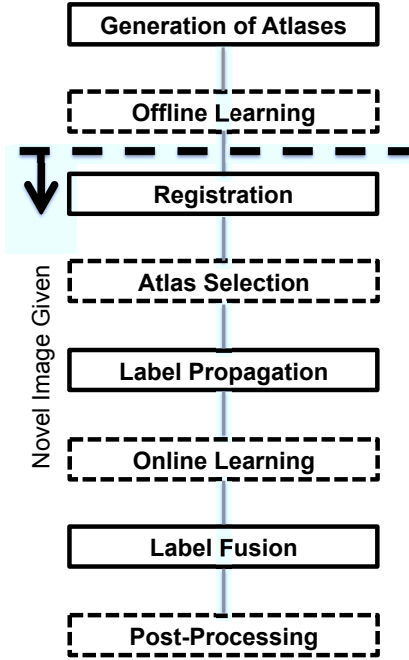 Generation of Atlases
Offline Learning
Registration
Atlas Selection
Novel Image Given
Label Propagation
Online Learning
Label Fusion
Post-Processing